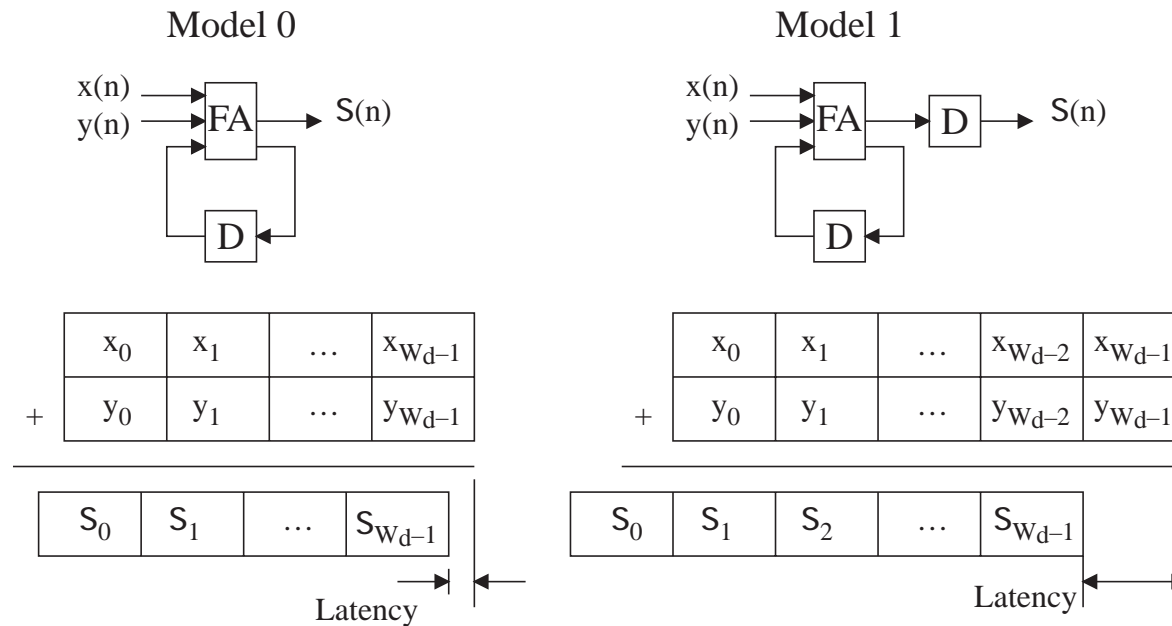 Model 0
x(n)
y(n)
FA
S(n)
D
x0 x1 ... xWd–1
+ y0 y1 ... yWd–1
S0 S1 ... SWd–1
Latency
Model 1
x(n)
y(n)
FA
D
S(n)
D
x0 x1 ... xWd–2 xWd–1
+ y0 y1 ... yWd–2 yWd–1
S0 S1 S2 ... SWd–1
Latency